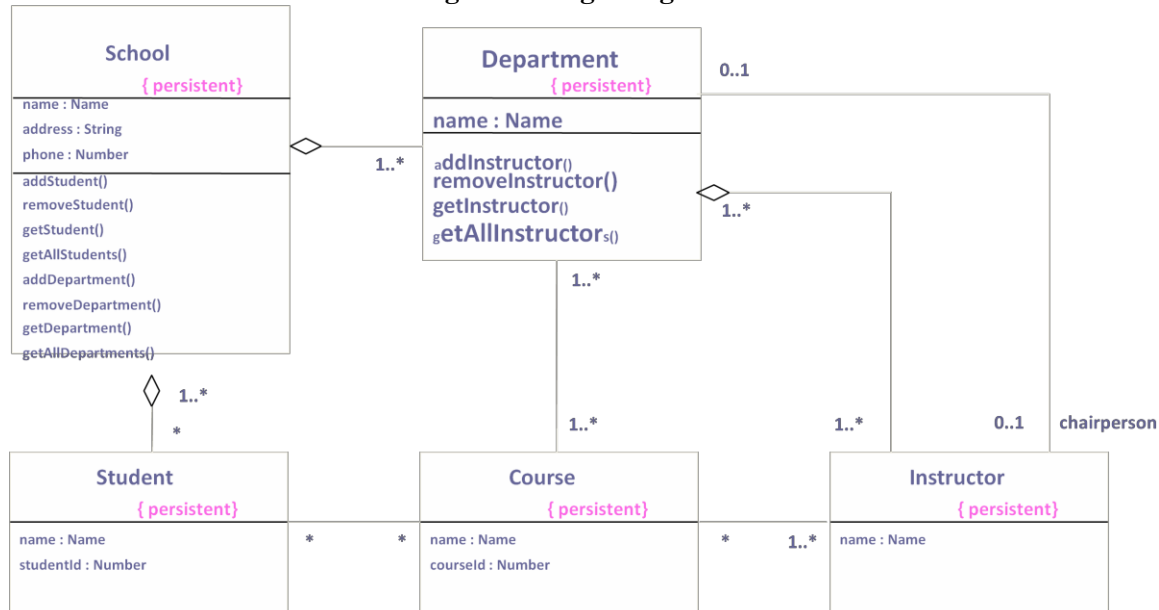 School
{ persistent}
name : Name
address : String
phone : Number
addStudent()
removeStudent()
getStudent()
getAllStudents()
addDepartment()
removeDepartment()
getDepartment()
getAllDepartments()
1..*
Department
{ persistent}
name : Name
addInstructor()
removeInstructor()
getInstructor()
getAllInstructors()
0..1
1..*
1..*
1..*
*
1..*
1..*
0..1
chairperson
Student
{ persistent}
name : Name
studentId : Number
*
*
Course
{ persistent}
name : Name
courseId : Number
*
1..*
Instructor
{ persistent}
name : Name